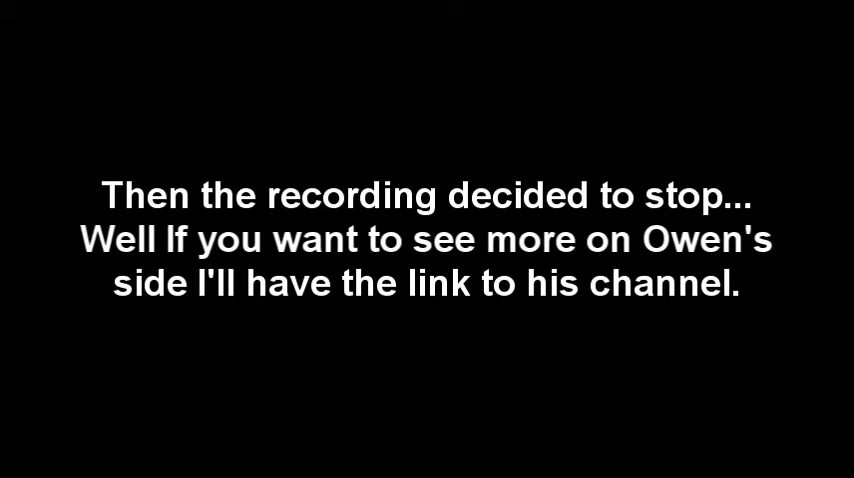 Then the recording decided to stop...
Well If you want to see more on Owen's
side I'll have the link to his channel.